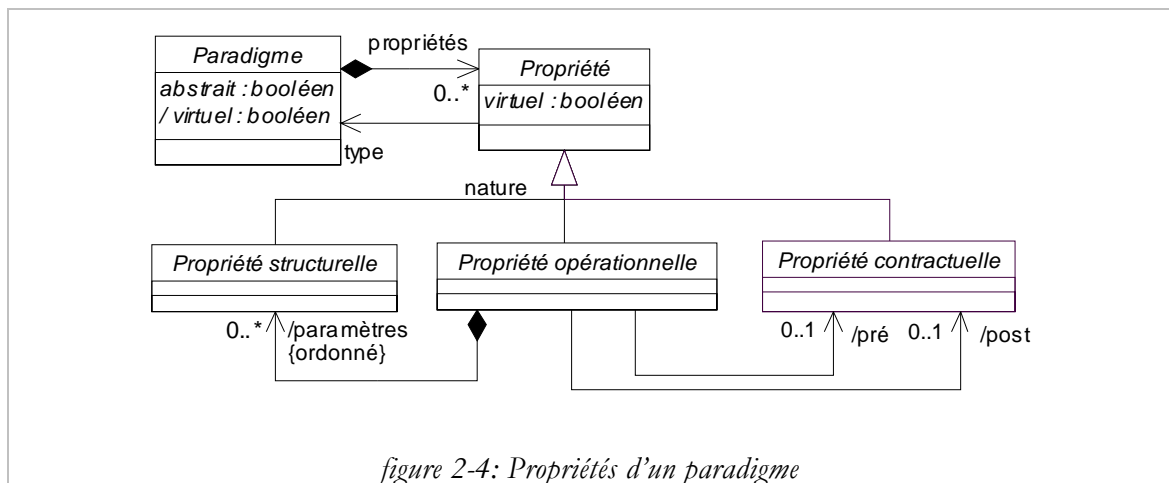 propriétés
Paradigme
Propriété
abstrait : booléen
/ virtuel : booléen
0..*
virtuel : booléen
type
nature
Propriété structurelle
Propriété opérationnelle
Propriété contractuelle
0..* /paramètres
{ordonné}
0..1 /pré
0..1 /post
figure 2-4: Propriétés d'un paradigme